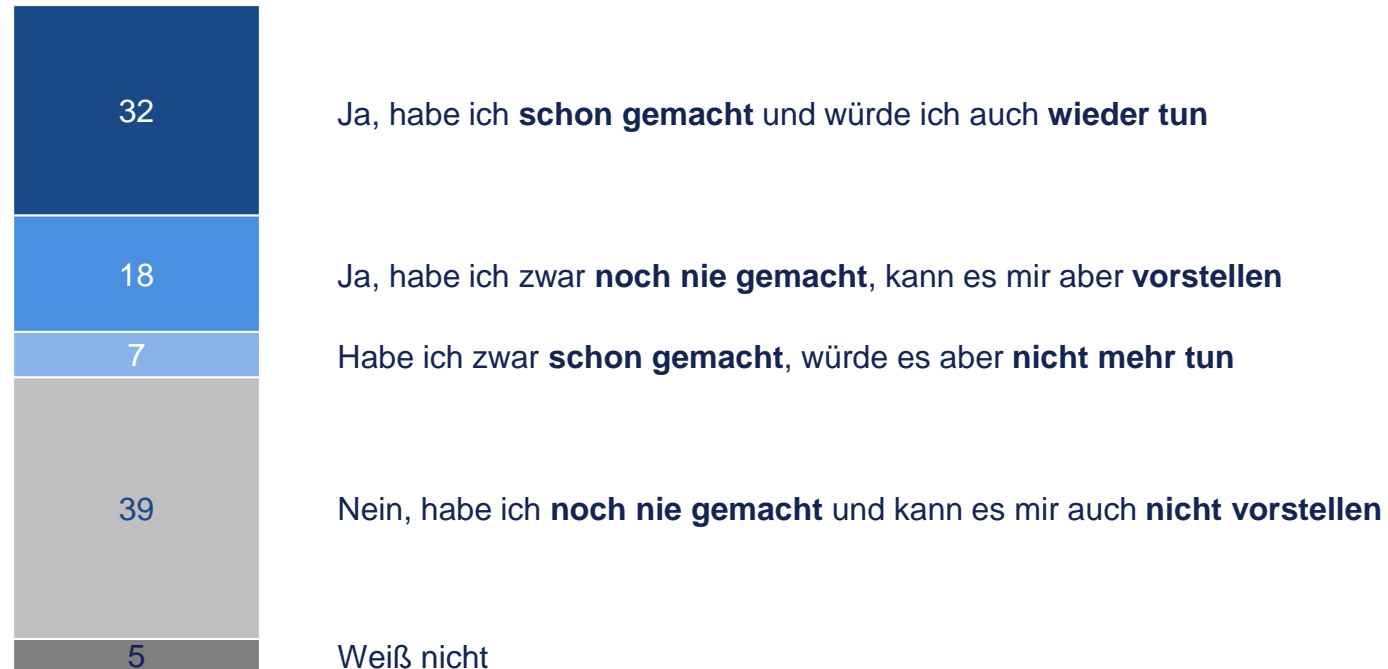 32 Ja, habe ich schon gemacht und würde ich auch wieder tun
18 Ja, habe ich zwar noch nie gemacht, kann es mir aber vorstellen
7 Habe ich zwar schon gemacht, würde es aber nicht mehr tun
39 Nein, habe ich noch nie gemacht und kann es mir auch nicht vorstellen
5 Weiß nicht